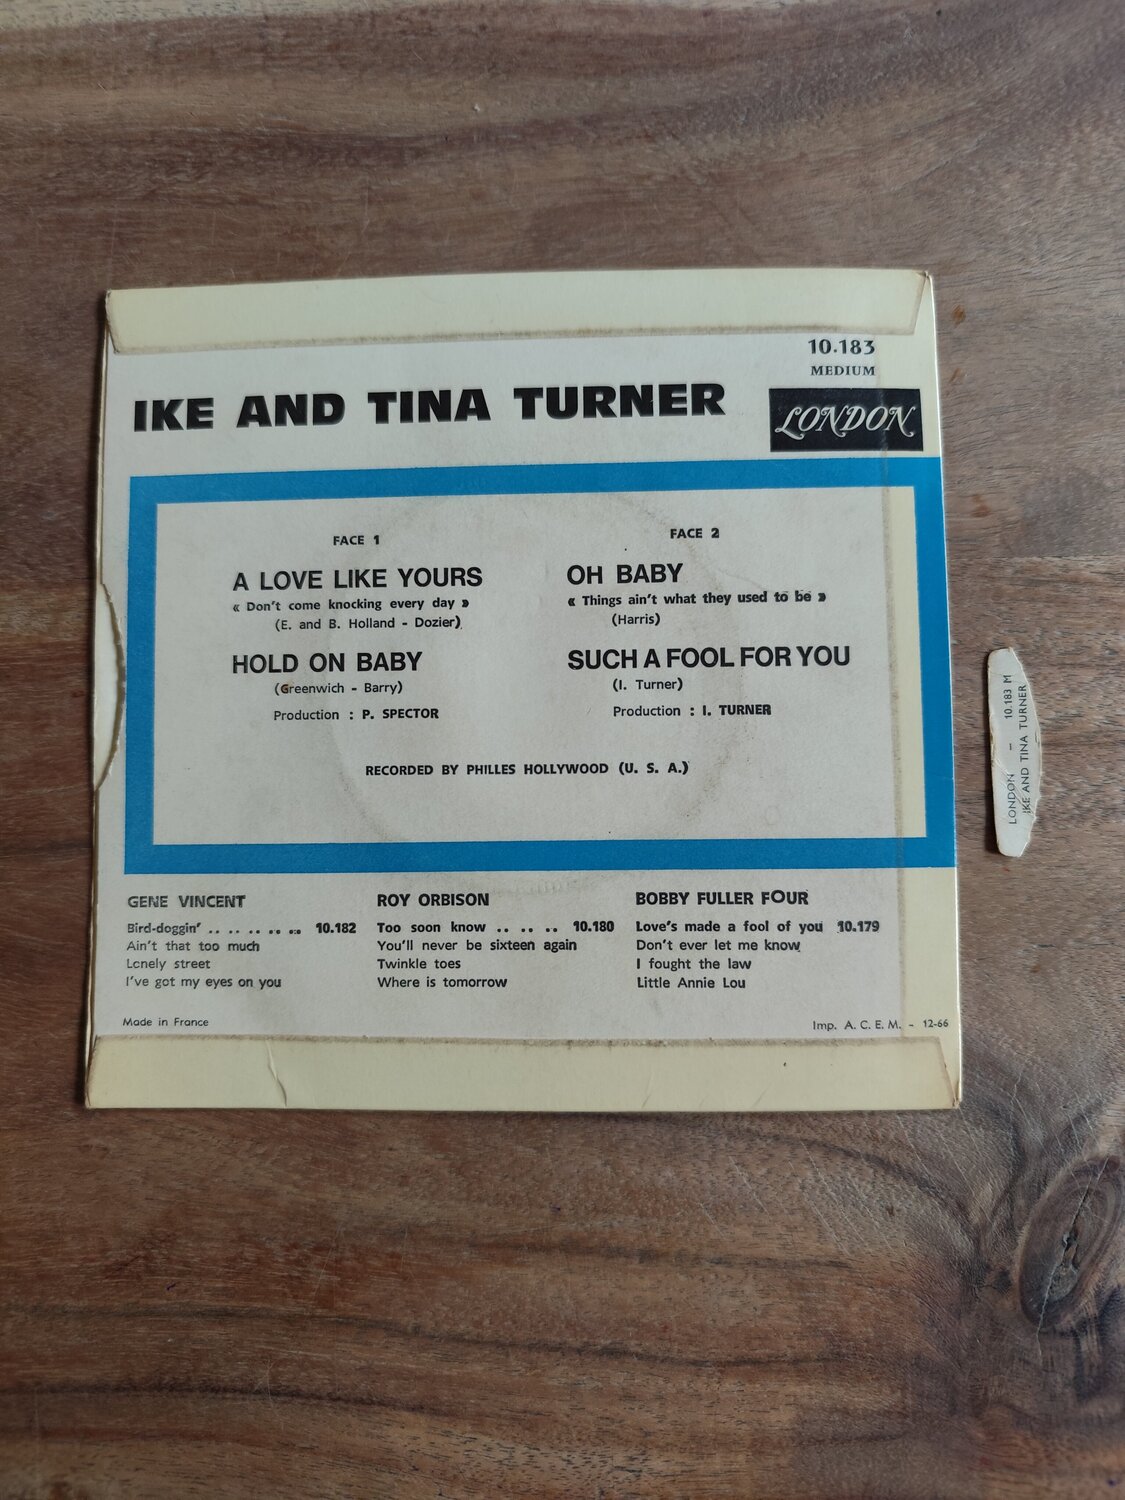 10.183
MEDIUM
IKE AND TINA TURNER
LONDON
FACE 1
A LOVE LIKE YOURS
« Don't come knocking every day »
(E. and B. Holland - Dozier)
HOLD ON BABY
(Greenwich - Barry)
Production : P. SPECTOR
FACE 2
OH BABY
« Things ain't what they used to be »
(Harris)
SUCH A FOOL FOR YOU
(I. Turner)
Production : I. TURNER
RECORDED BY PHILLES HOLLYWOOD (U. S. A.)
GENE VINCENT
Bird-doggin' .. .. .. .. .. .. 10.182
Ain't that too much
Lonely street
I've got my eyes on you
ROY ORBISON
Too soon know .. .. .. 10.180
You'll never be sixteen again
Twinkle toes
Where is tomorrow
BOBBY FULLER FOUR
Love's made a fool of you 10.179
Don't ever let me know
I fought the law
Little Annie Lou
Made in France
Imp. A. C. E. M. - 12-66
LONDON - 10.183 M
IKE AND TINA TURNER